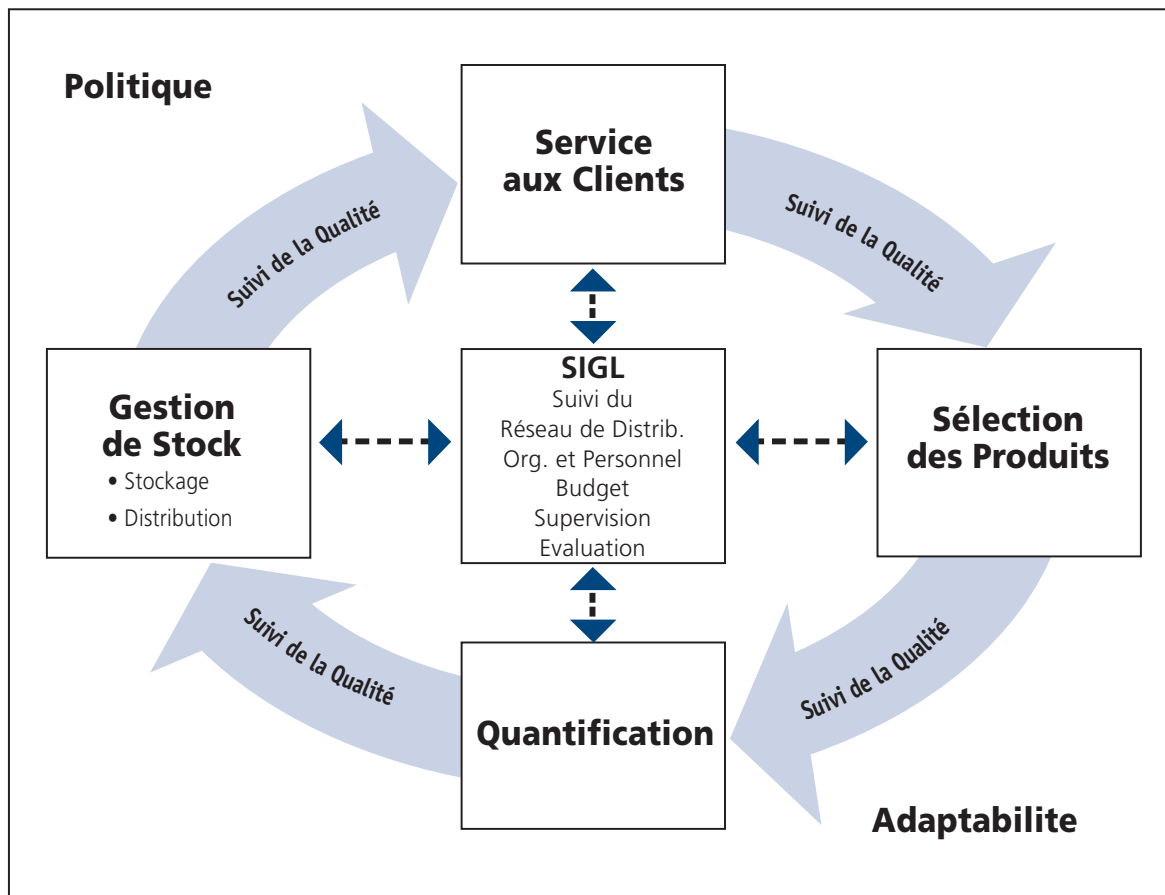 Politique
Service
aux Clients
Suivi de la Qualité
Suivi de la Qualité
Gestion
de Stock
• Stockage
• Distribution
SIGL
Suivi du
Réseau de Distrib.
Org. et Personnel
Budget
Supervision
Evaluation
Sélection
des Produits
Suivi de la Qualité
Suivi de la Qualité
Quantification
Adaptabilite